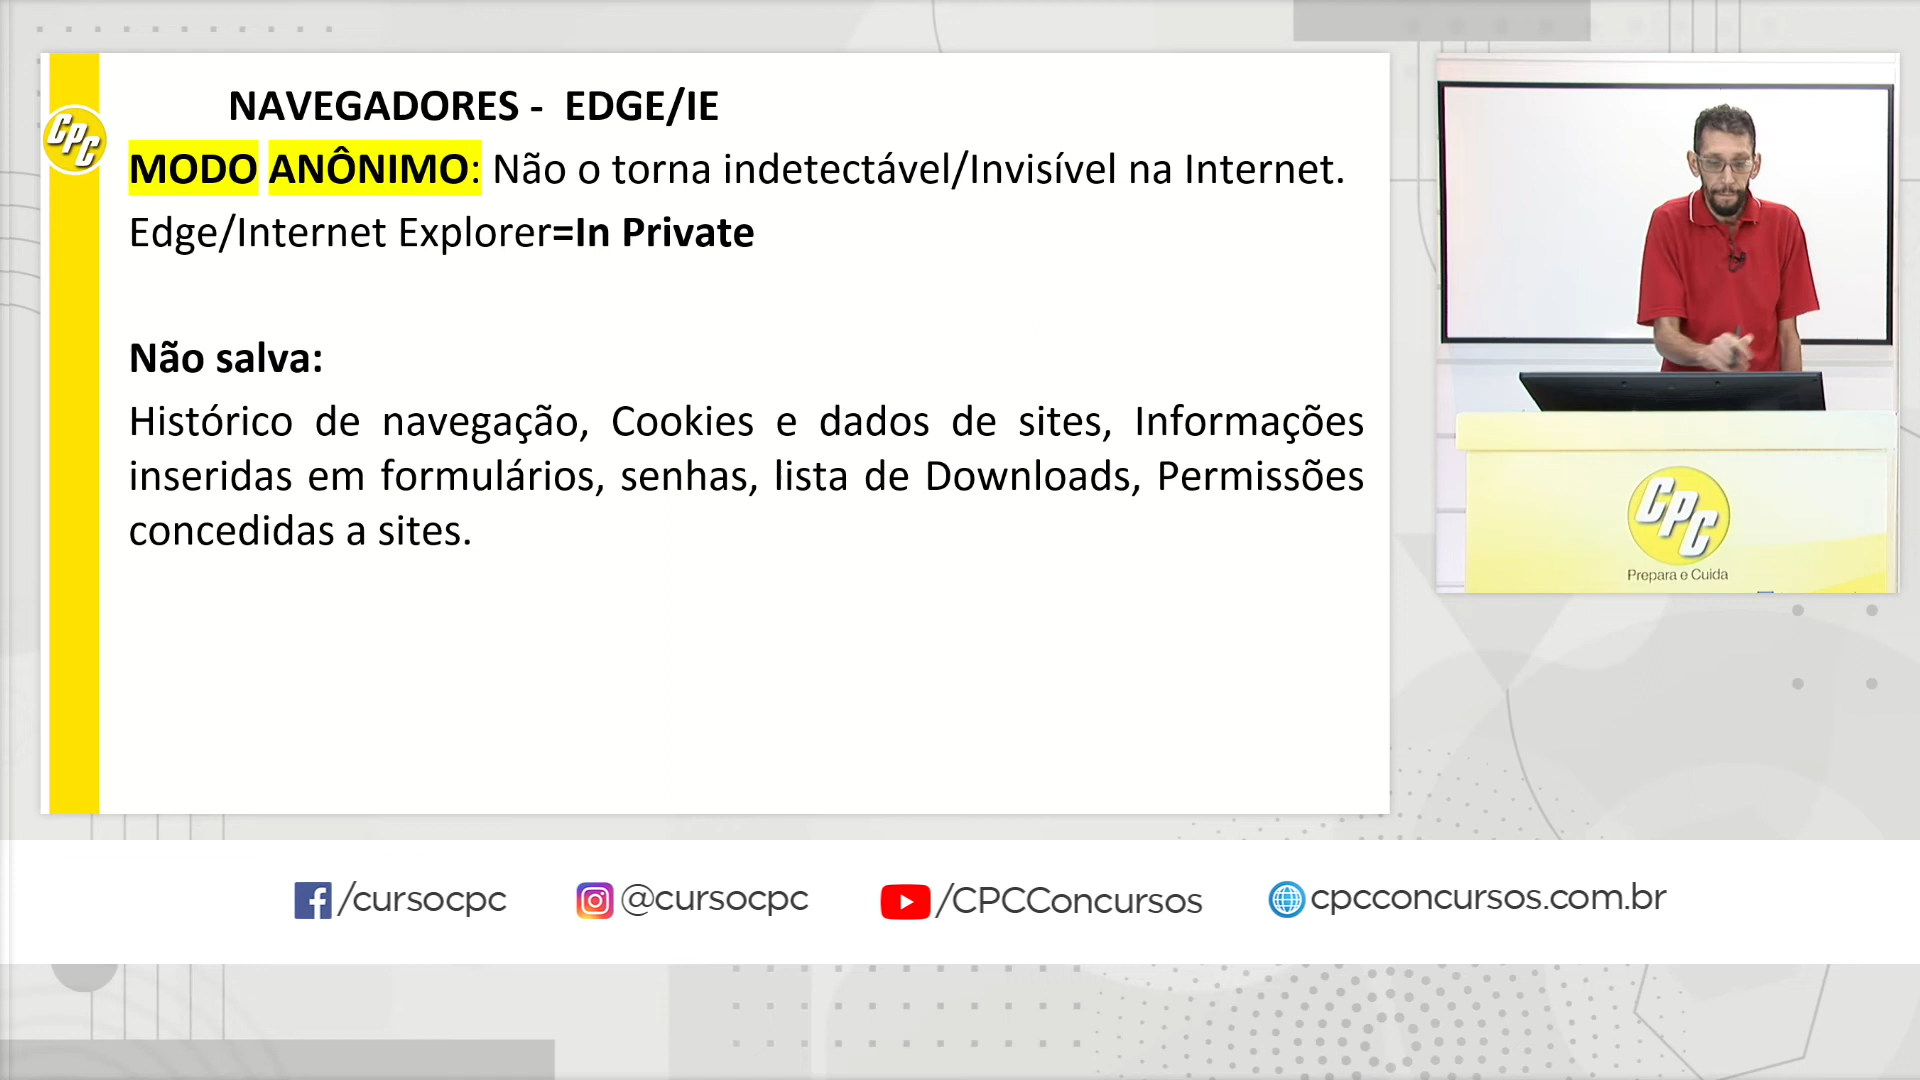 NAVEGADORES - EDGE/IE
MODO ANÔNIMO: Não o torna indetectável/Invisível na Internet.
Edge/Internet Explorer=In Private
Não salva:
Histórico de navegação, Cookies e dados de sites, Informações
inseridas em formulários, senhas, lista de Downloads, Permissões
concedidas a sites.
CPC
CPC
Prepara e Cuida
/cursocpc
@cursocpc
/CPCConcursos
cpcconcursos.com.br